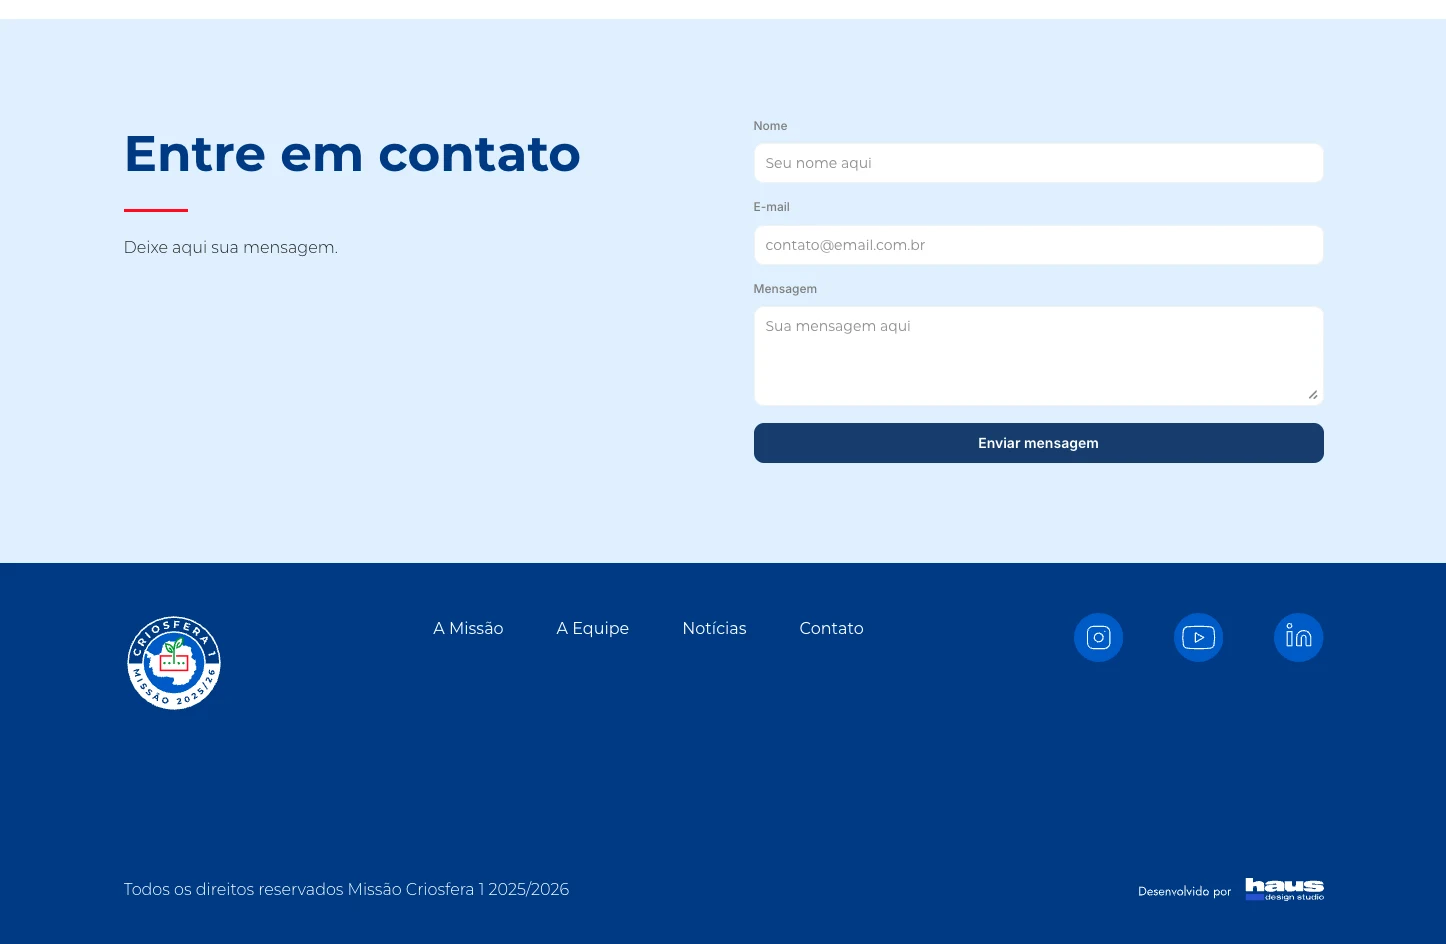 Entre em contato
Deixe aqui sua mensagem.
Nome
Seu nome aqui
E-mail
contato@email.com.br
Mensagem
Sua mensagem aqui
Enviar mensagem
CRIOSFERA 1
MISSÃO 2025/26
A Missão
A Equipe
Notícias
Contato
in
Todos os direitos reservados Missão Criosfera 1 2025/2026
Desenvolvido por
haus
design studio